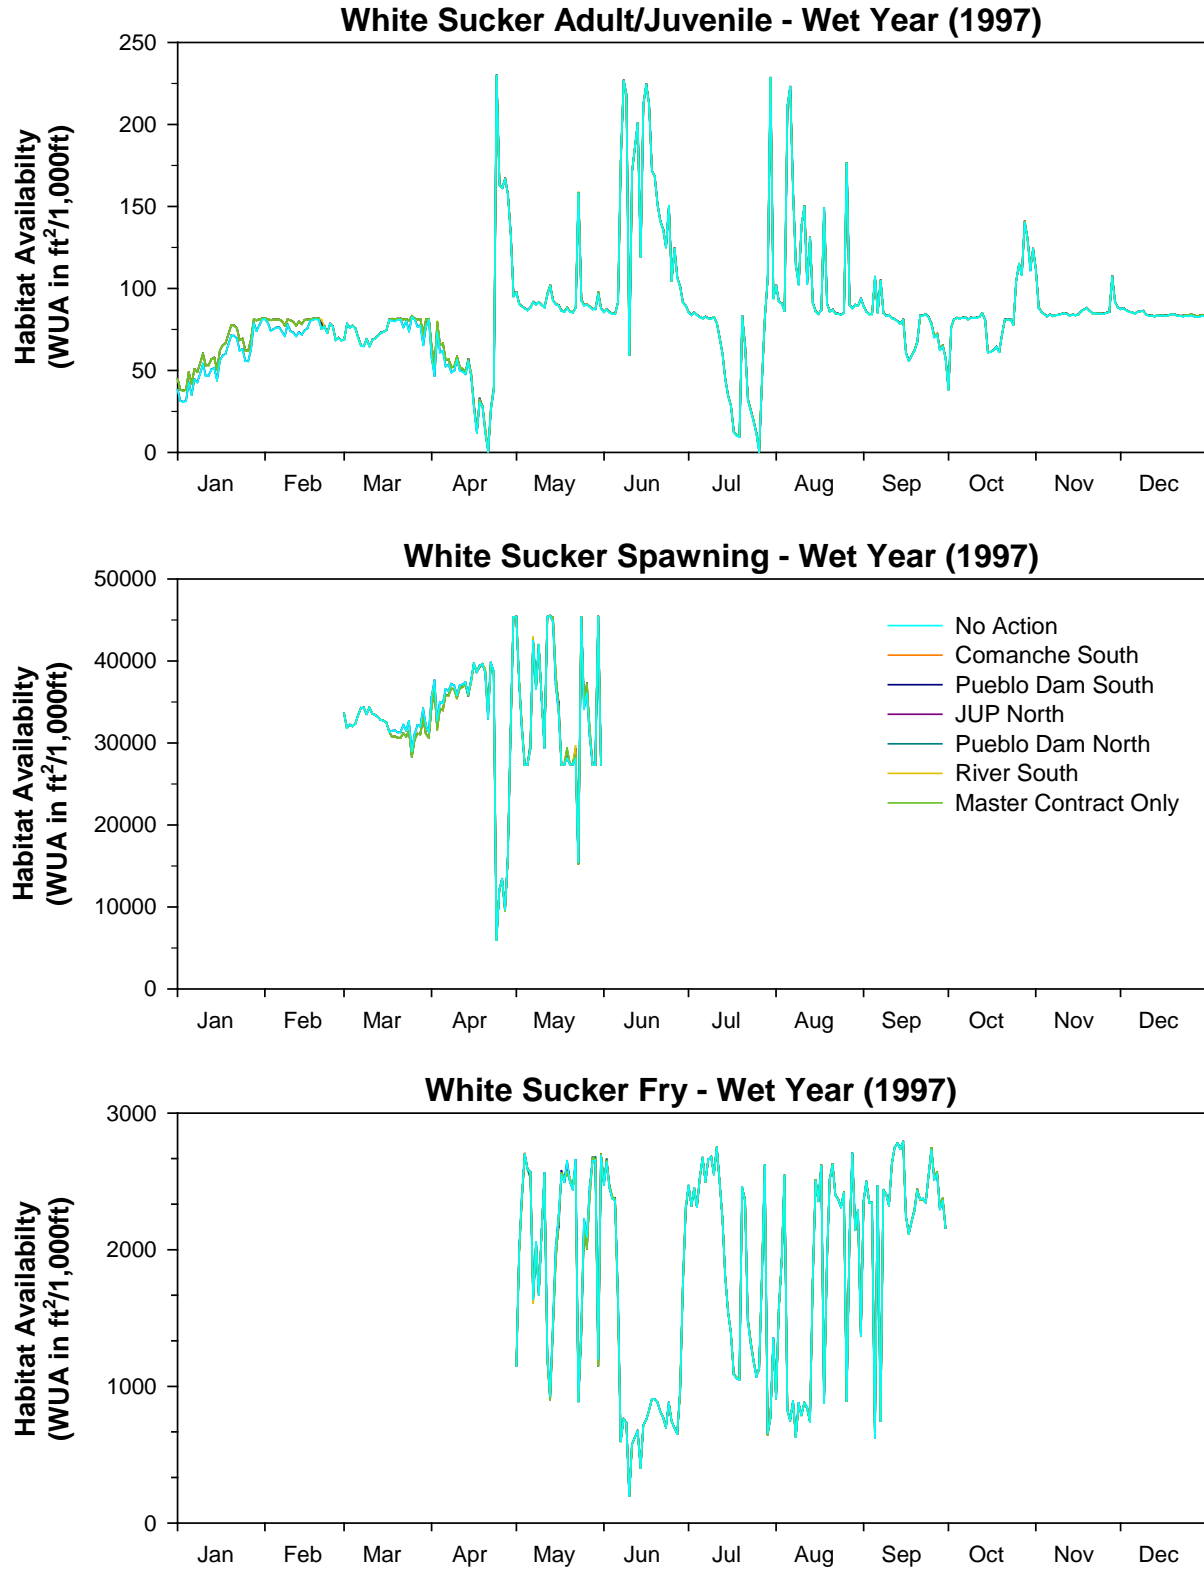 White Sucker Adult/Juvenile - Wet Year (1997)
Habitat Availabilty
(WUA in ft²/1,000ft)
250
200
150
100
50
0
Jan Feb Mar Apr May Jun Jul Aug Sep Oct Nov Dec
White Sucker Spawning - Wet Year (1997)
Habitat Availabilty
(WUA in ft²/1,000ft)
50000
40000
30000
20000
10000
0
No Action
Comanche South
Pueblo Dam South
JUP North
Pueblo Dam North
River South
Master Contract Only
Jan Feb Mar Apr May Jun Jul Aug Sep Oct Nov Dec
White Sucker Fry - Wet Year (1997)
Habitat Availabilty
(WUA in ft²/1,000ft)
3000
2000
1000
0
Jan Feb Mar Apr May Jun Jul Aug Sep Oct Nov Dec